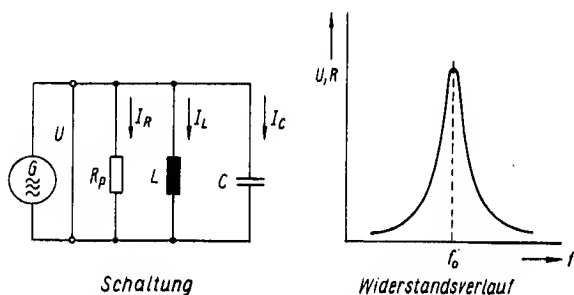 U
I_R
I_L
I_C
G
R_P
L
C
Schaltung
U,R
f_0
f
Widerstandsverlauf